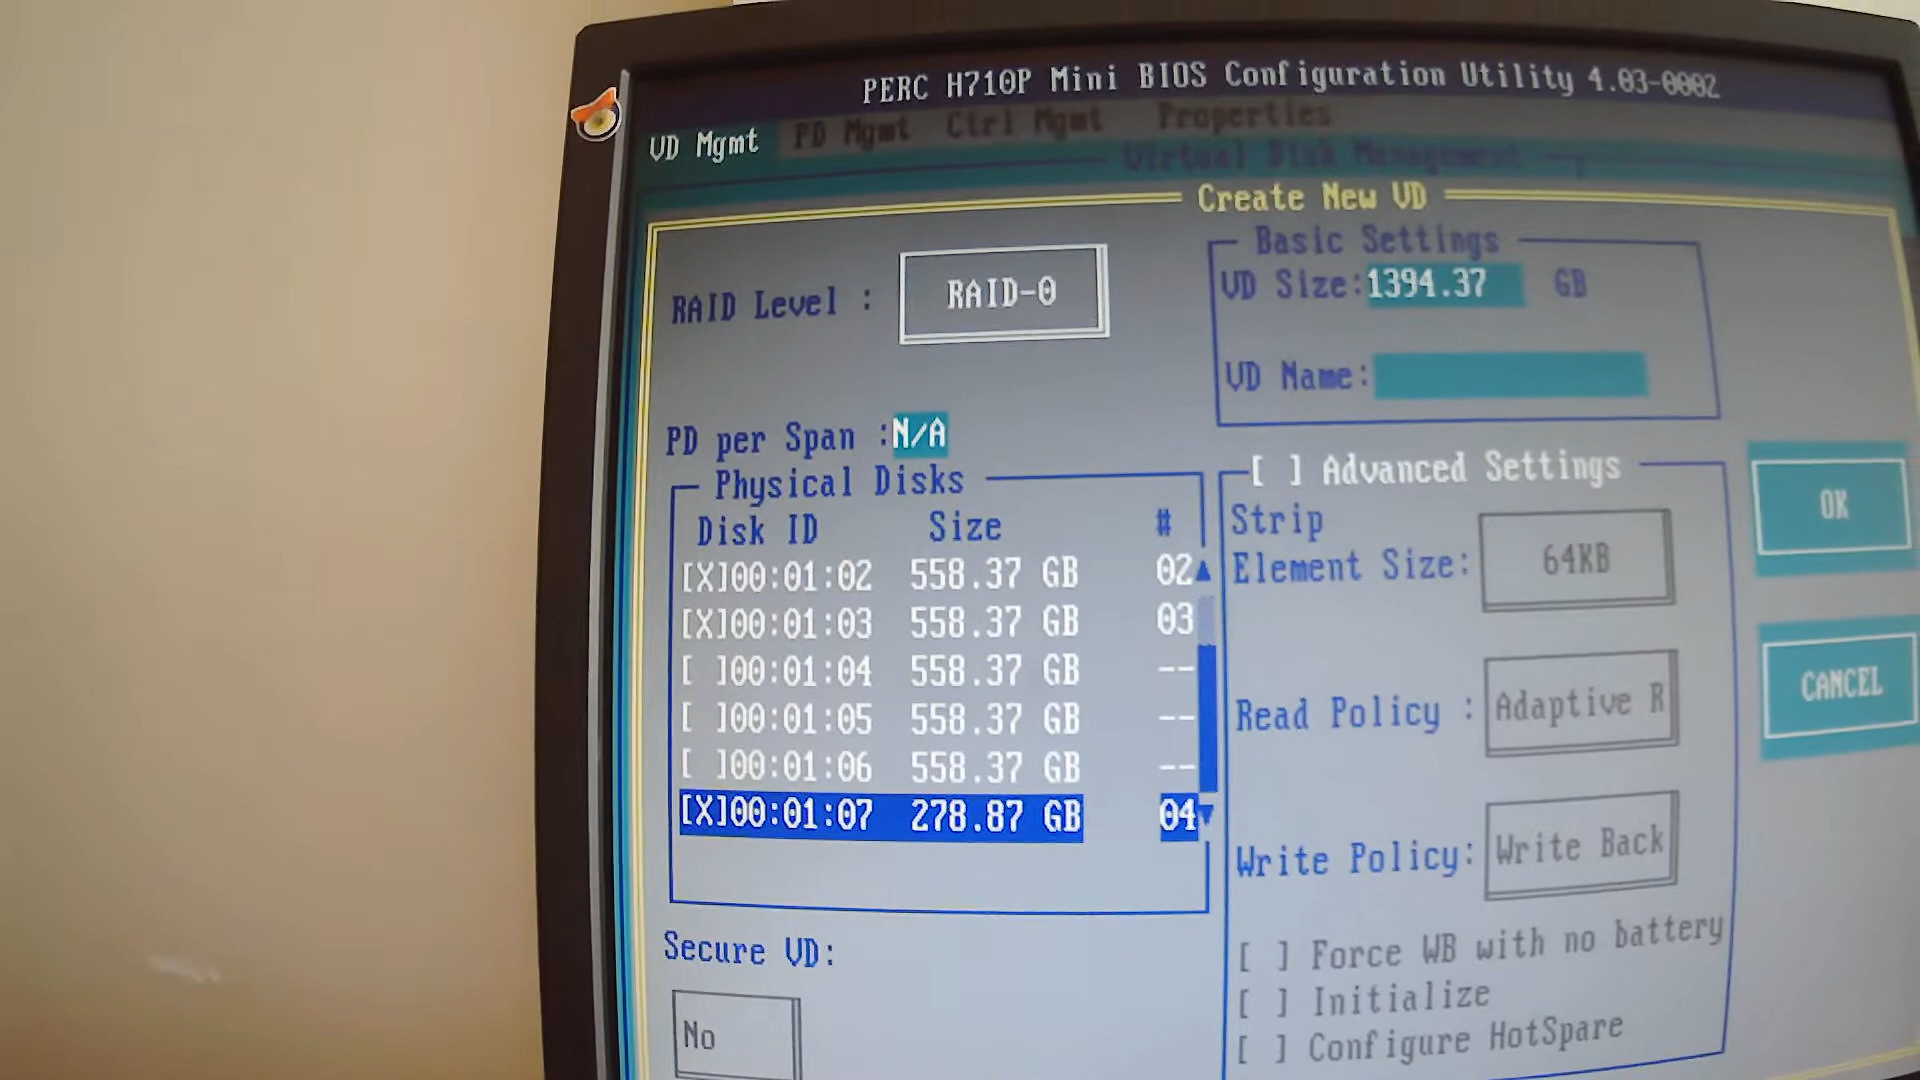 PERC H710P Mini BIOS Configuration Utility 4.03-0002
VD Mgmt PD Mgmt Ctrl Mgmt Properties
Virtual Disk Management
Create New VD
RAID Level : RAID-0
Basic Settings
VD Size:1394.37 GB
VD Name:
PD per Span :N/A
Physical Disks
Disk ID Size #
[X]00:01:02 558.37 GB 02
[X]00:01:03 558.37 GB 03
[ ]00:01:04 558.37 GB --
[ ]00:01:05 558.37 GB --
[ ]00:01:06 558.37 GB --
[X]00:01:07 278.87 GB 04
Secure VD:
No
[ ] Advanced Settings
Strip
Element Size: 64KB
Read Policy : Adaptive R
Write Policy: Write Back
[ ] Force WB with no battery
[ ] Initialize
[ ] Configure HotSpare
OK
CANCEL